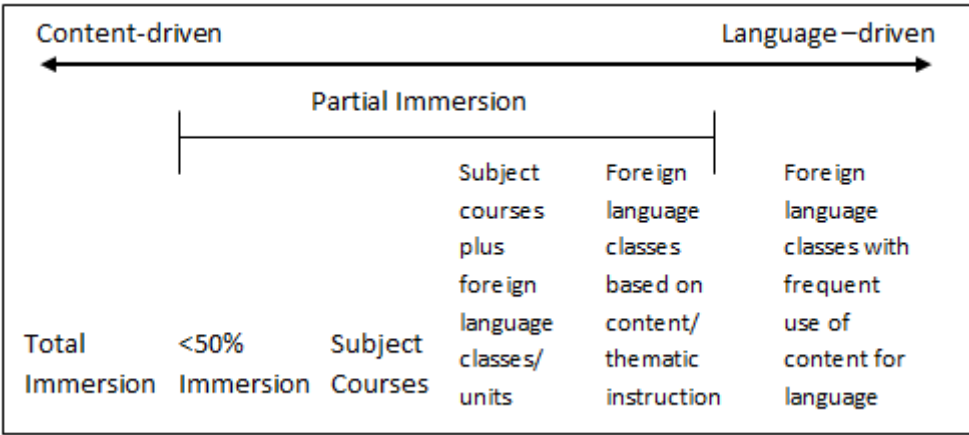 Content-driven
Language –driven
Partial Immersion
Total
Immersion
<50%
Immersion
Subject
Courses
Subject
courses
plus
foreign
language
classes/
units
Foreign
language
classes
based on
content/
thematic
instruction
Foreign
language
classes with
frequent
use of
content for
language